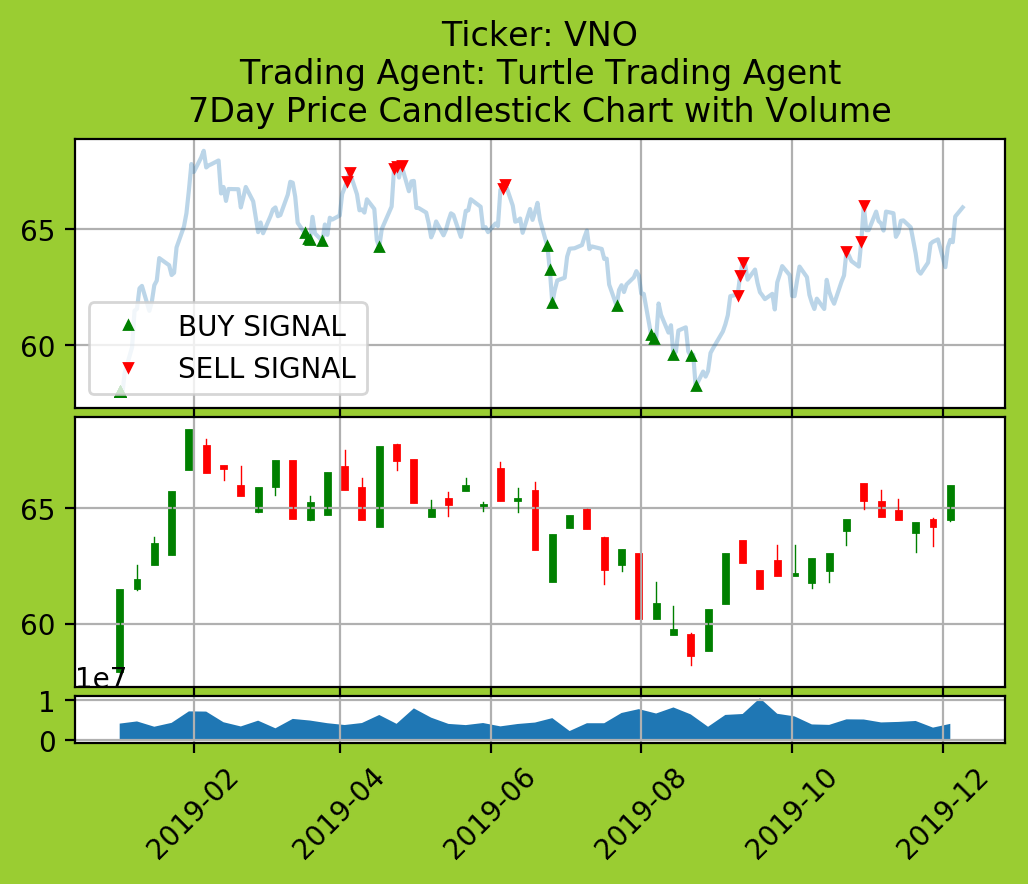 Ticker: VNO
Trading Agent: Turtle Trading Agent
7Day Price Candlestick Chart with Volume
65
60
BUY SIGNAL
SELL SIGNAL
65
60
1e7
1
0
2019-02
2019-04
2019-06
2019-08
2019-10
2019-12